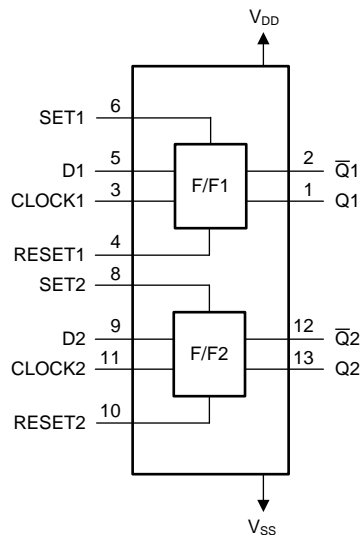 VDD
SET1 6
D1 5 F/F1 2 Q̅1
CLOCK1 3 1 Q1
RESET1 4
SET2 8
D2 9 F/F2 12 Q̅2
CLOCK2 11 13 Q2
RESET2 10
VSS